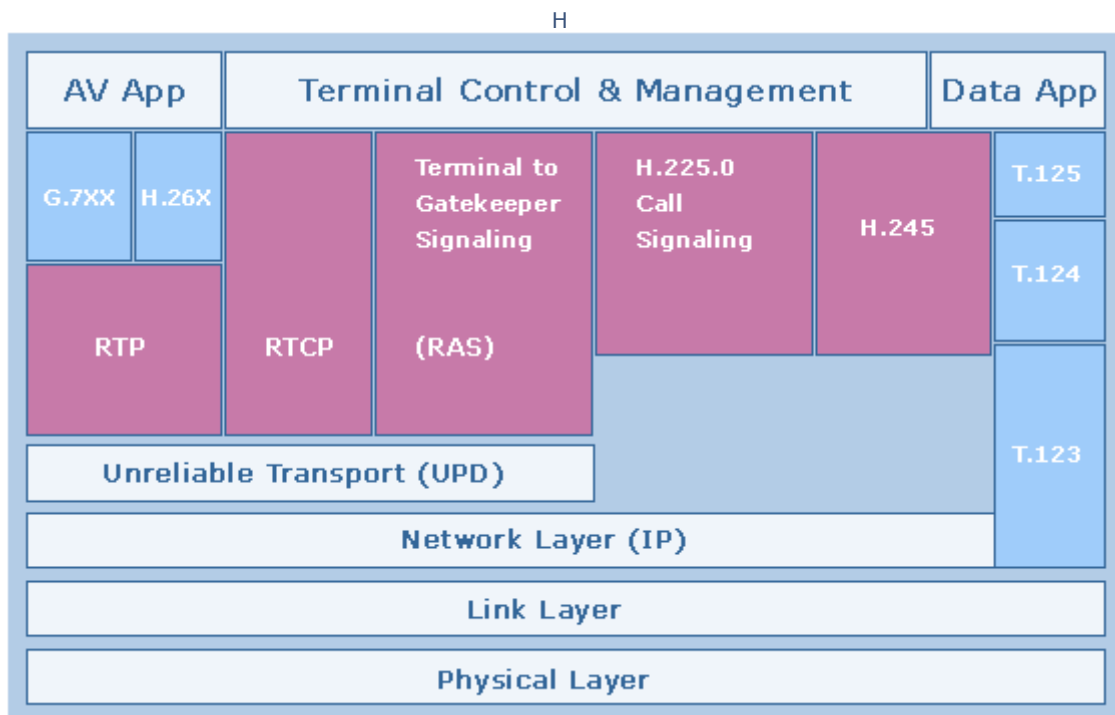 H
AV App
Terminal Control & Management
Data App
G.7XX
H.26X
RTP
RTCP
Terminal to
Gatekeeper
Signaling
(RAS)
H.225.0
Call
Signaling
H.245
T.125
T.124
T.123
Unreliable Transport (UPD)
Network Layer (IP)
Link Layer
Physical Layer